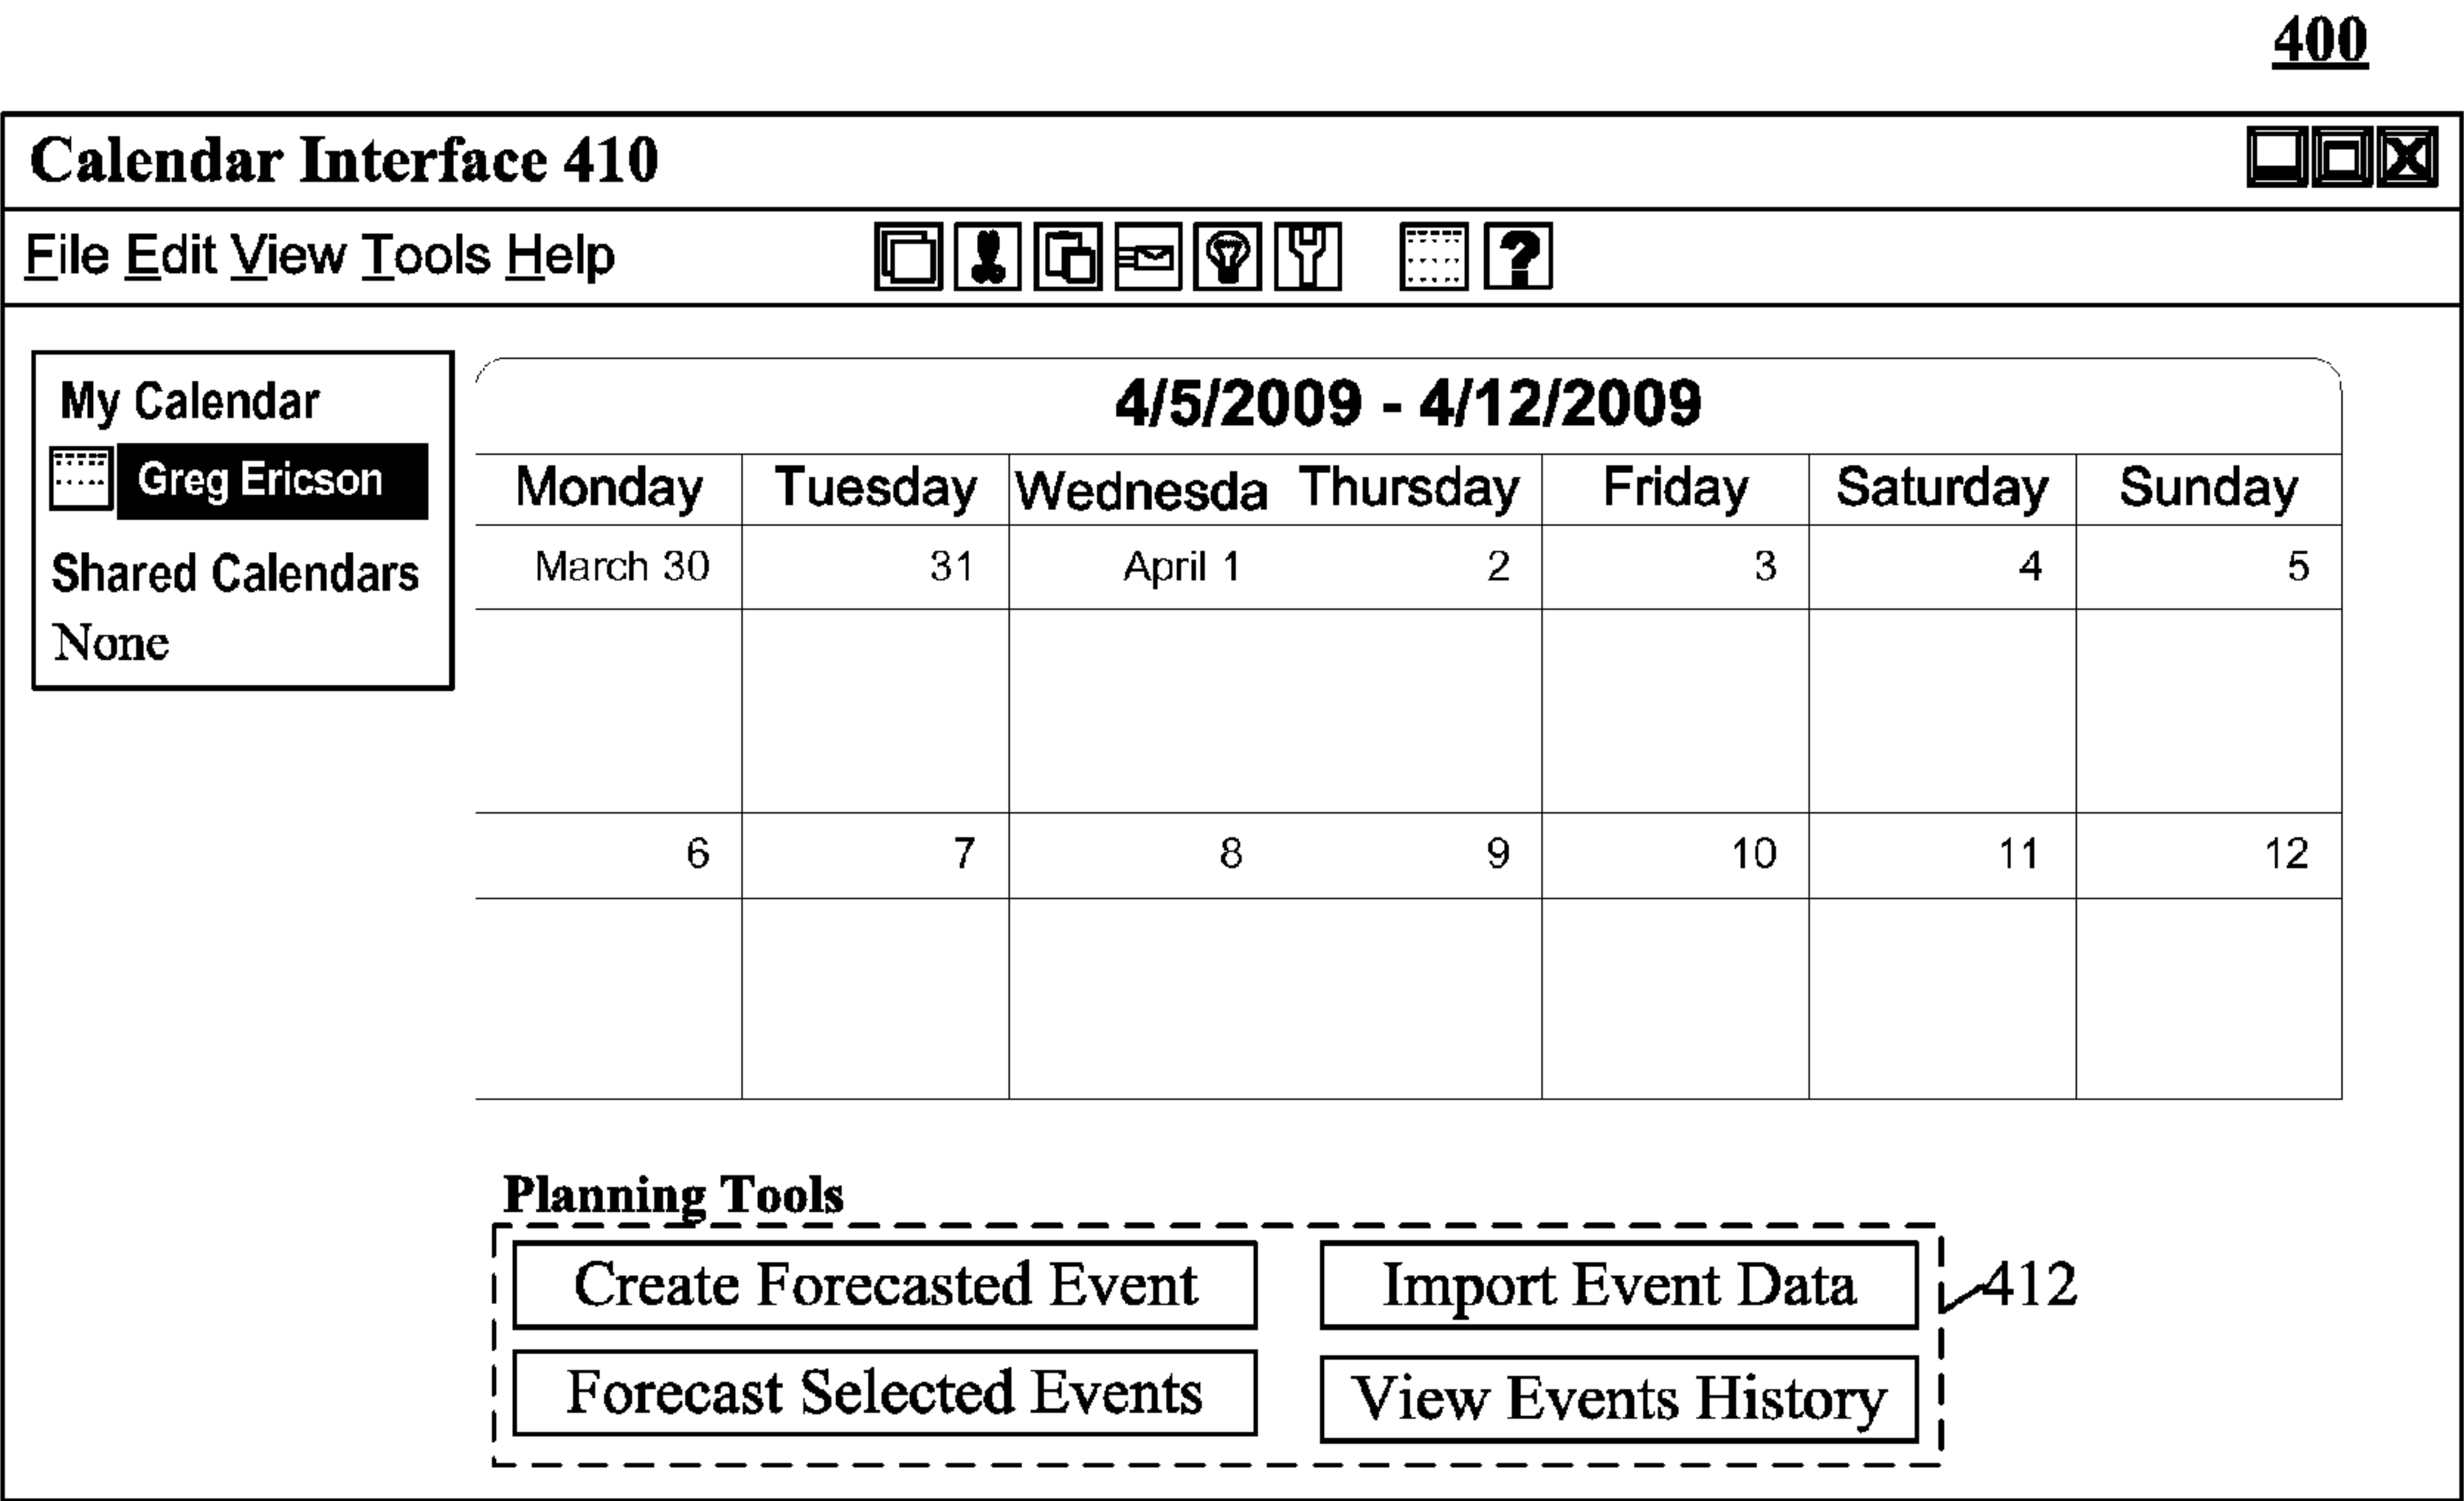 400
Calendar Interface 410
File Edit View Tools Help
My Calendar
Greg Ericson
Shared Calendars
None
4/5/2009 - 4/12/2009
Monday Tuesday Wednesda Thursday Friday Saturday Sunday
March 30 31 April 1 2 3 4 5
6 7 8 9 10 11 12
Planning Tools
Create Forecasted Event Import Event Data
412
Forecast Selected Events View Events History